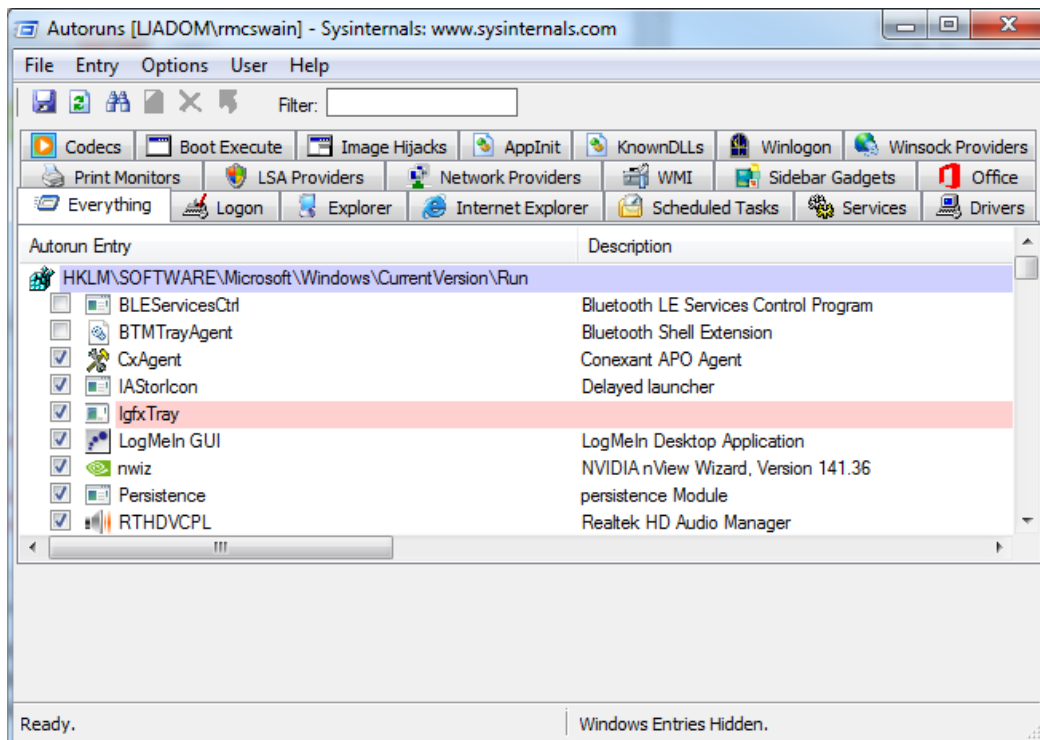 Autoruns [LJADOM\rmcswain] - Sysinternals: www.sysinternals.com
File Entry Options User Help
Filter:
Codecs Boot Execute Image Hijacks AppInit KnownDLLs Winlogon Winsock Providers
Print Monitors LSA Providers Network Providers WMI Sidebar Gadgets Office
Everything Logon Explorer Internet Explorer Scheduled Tasks Services Drivers
Autorun Entry Description
HKLM\SOFTWARE\Microsoft\Windows\CurrentVersion\Run
BLEServicesCtrl Bluetooth LE Services Control Program
BTMTrayAgent Bluetooth Shell Extension
CxAgent Conexant APO Agent
IAStorIcon Delayed launcher
IgfxTray
LogMeIn GUI LogMeIn Desktop Application
nwiz NVIDIA nView Wizard, Version 141.36
Persistence persistence Module
RTHDVCPL Realtek HD Audio Manager
Ready. Windows Entries Hidden.